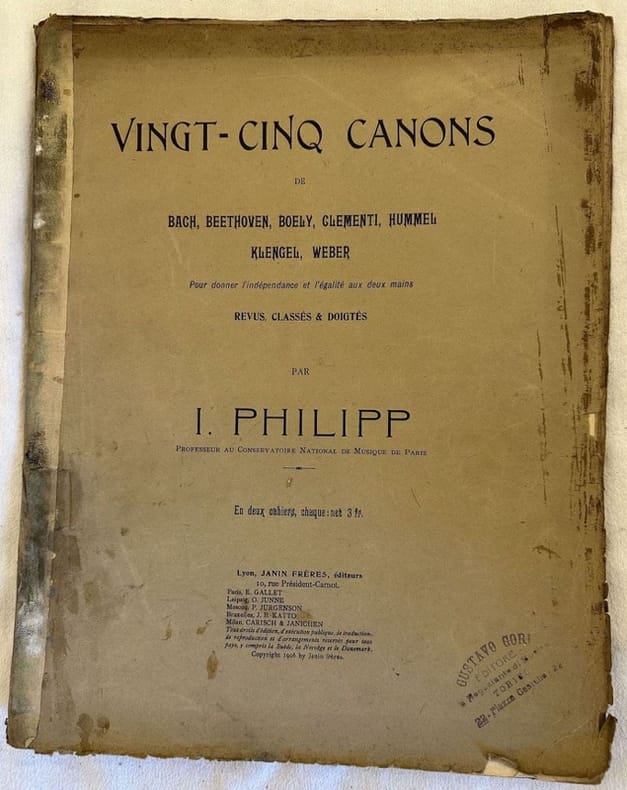 VINGT-CINQ CANONS
DE
BACH, BEETHOVEN, BOELY, CLEMENTI, HUMMEL
KLENGEL, WEBER
Pour donner l'indépendance et l'égalité aux deux mains
REVUS, CLASSÉS & DOIGTÉS
PAR
I. PHILIPP
PROFESSEUR AU CONSERVATOIRE NATIONAL DE MUSIQUE DE PARIS
En deux cahiers, chaque: net 3 fr.
Lyon, JANIN FRÈRES, éditeurs
10, rue Président-Carnot.
Paris, E. GALLET
Leipzig, O. JUNNE
Moscou, P. JURGENSON
Bruxelles, J. B. KATTO
Milan, CARISCH & JANICHEN
Tous droits d'édition, d'exécution publique, de traduction,
de reproduction et d'arrangements réservés pour tous
pays, y compris la Suède, la Norvège et le Danemark.
Copyright 1906 by Janin frères.
GUSTAVO GORI
EDITORE
e Negoziante di
TORINO
22-Piazza